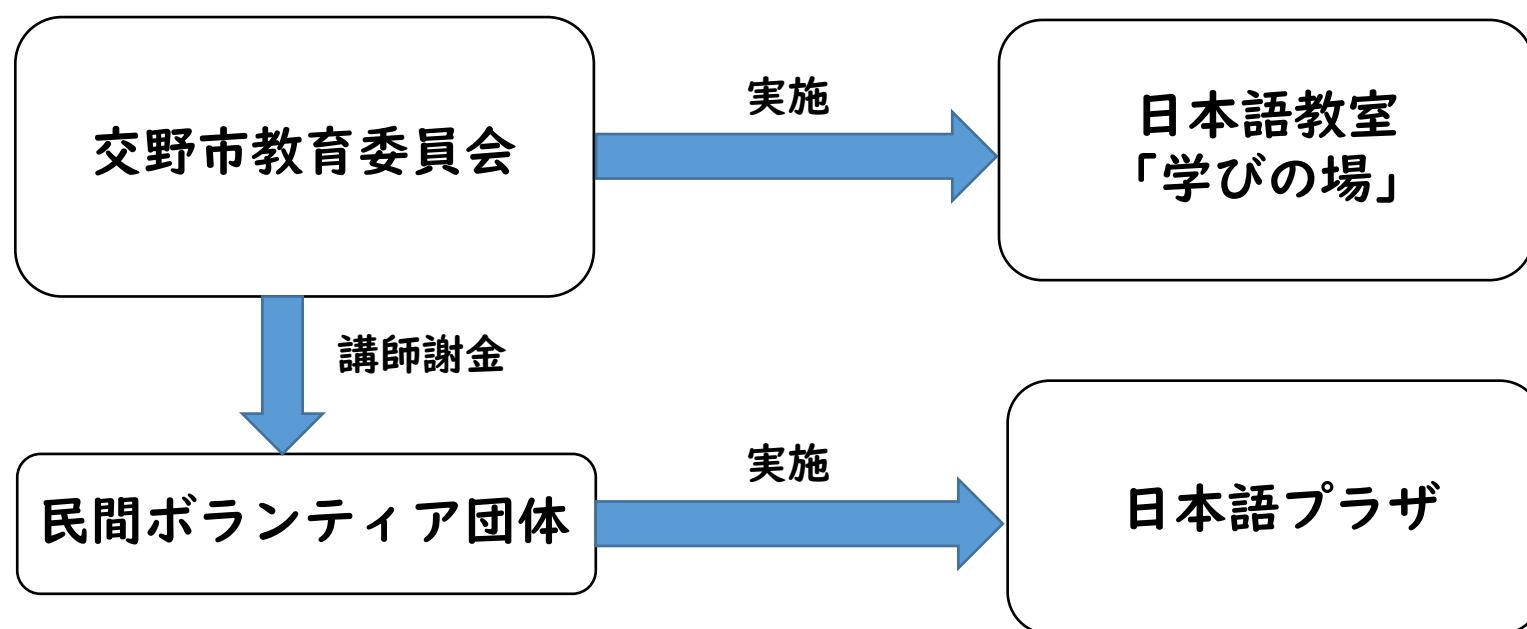 交野市教育委員会
実施
日本語教室
「学びの場」
講師謝金
民間ボランティア団体
実施
日本語プラザ